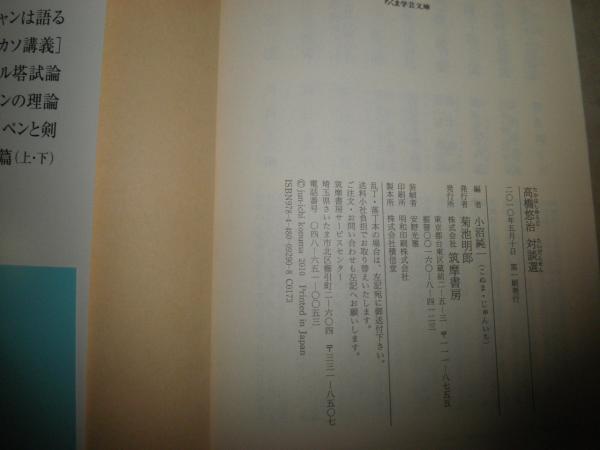 ちくま学芸文庫
高橋悠治 対談選
二〇一〇年五月十日 第一刷発行
編者 小沼純一(こぬま・じゅんいち)
発行者 菊池明郎
発行所 株式会社 筑摩書房
東京都台東区蔵前二―五―三 〒一一一―八七五五
振替〇〇一六〇―八―四一二三
装幀者 安野光雅
印刷所 明和印刷株式会社
製本所 株式会社積信堂
乱丁・落丁本の場合は、左記宛に御送付下さい。
送料小社負担でお取り替えいたします。
ご注文・お問い合わせも左記へお願いします。
筑摩書房サービスセンター
埼玉県さいたま市北区櫛引町二―六〇四 〒三三一―八五〇七
電話番号 〇四八―六五一―〇〇五三
© jun-ichi konuma 2010 Printed in Japan
ISBN978-4-480-09290-8 C0173
ャンは語る
カソ講義]
ル塔試論
ンの理論
ペンと剣
篇(上・下)